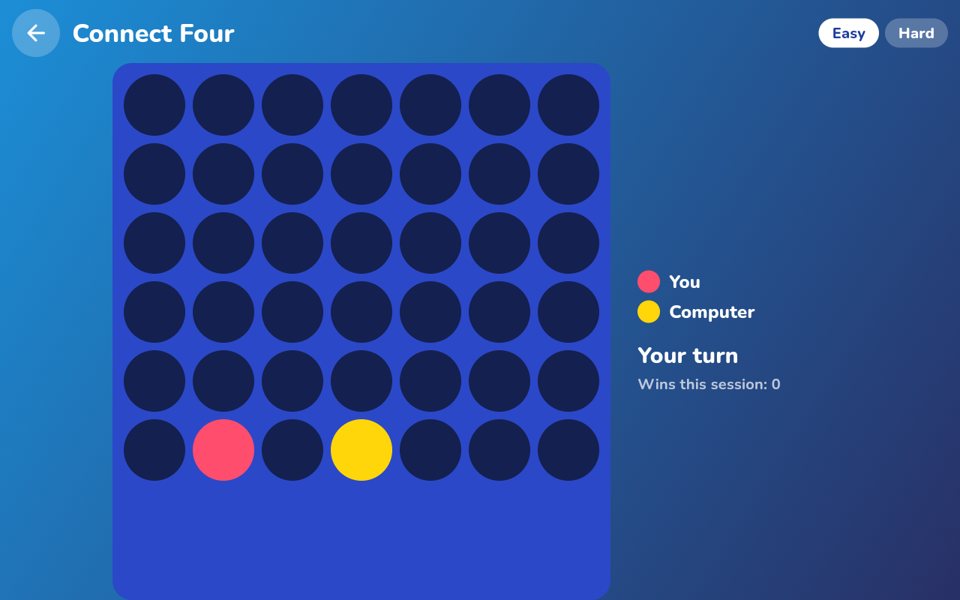 Connect Four
Easy
Hard
You
Computer
Your turn
Wins this session: 0